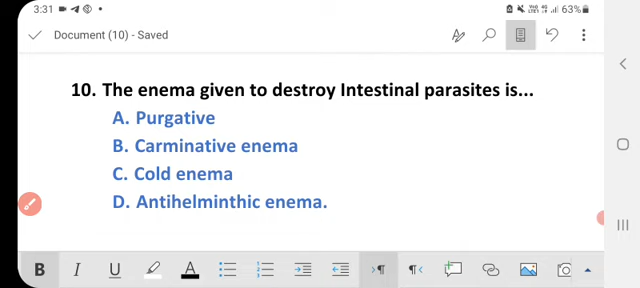 3:31
63%
Document (10) - Saved
10. The enema given to destroy Intestinal parasites is...
A. Purgative
B. Carminative enema
C. Cold enema
D. Antihelminthic enema.
B I U A